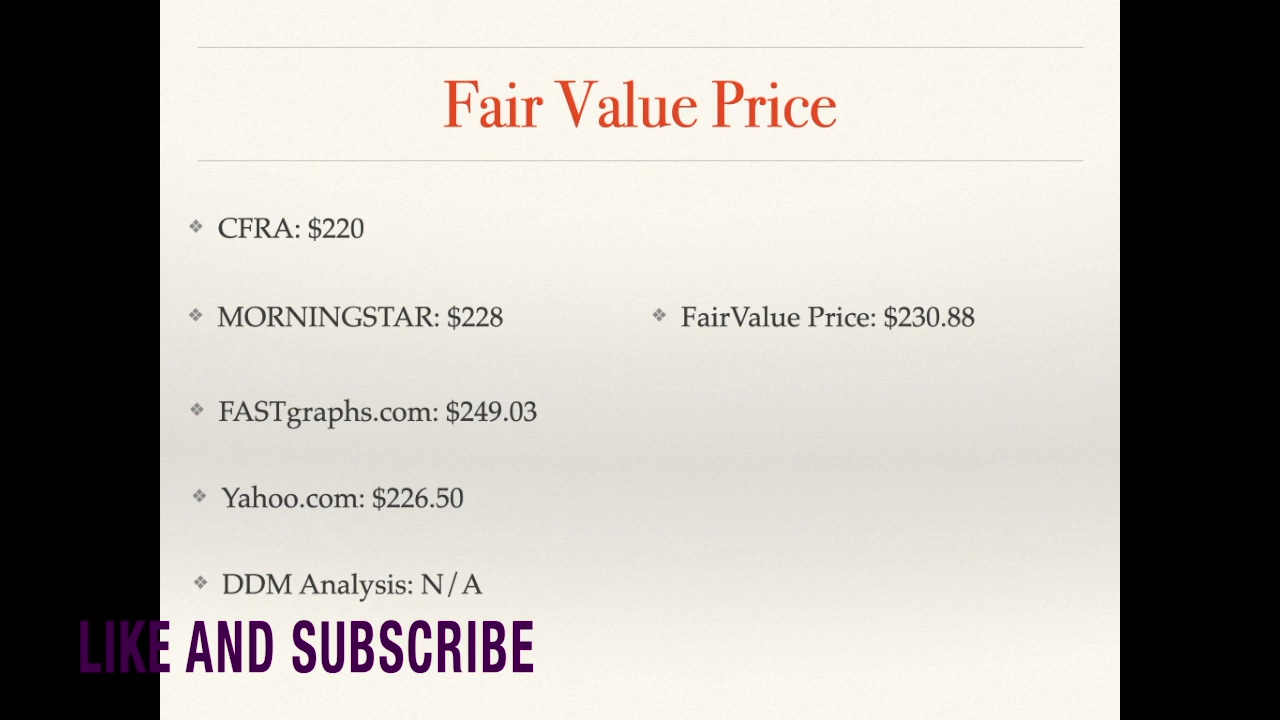 Fair Value Price
CFRA: $220
MORNINGSTAR: $228
FairValue Price: $230.88
FASTgraphs.com: $249.03
Yahoo.com: $226.50
DDM Analysis: N/A
LIKE AND SUBSCRIBE